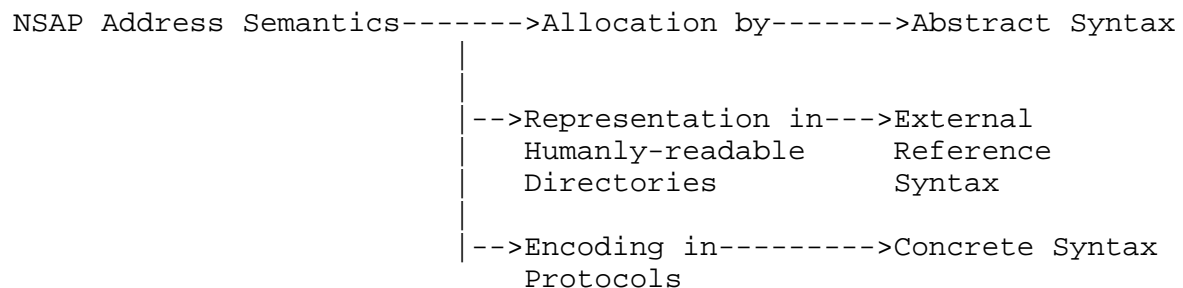 NSAP Address Semantics------->Allocation by------->Abstract Syntax
|
|
|-->Representation in--->External
|   Humanly-readable     Reference
|   Directories          Syntax
|
|-->Encoding in--------->Concrete Syntax
Protocols